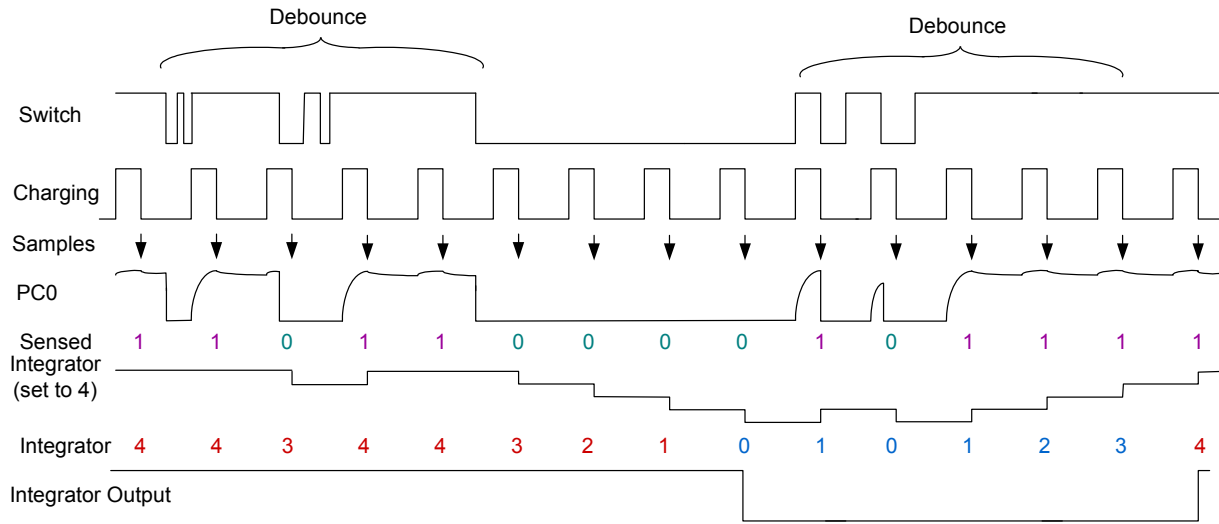 Debounce
Debounce
Switch
Charging
Samples
PC0
Sensed 1 1 0 1 1 0 0 0 0 1 0 1 1 1 1
Integrator
(set to 4)
Integrator 4 4 3 4 4 3 2 1 0 1 0 1 2 3 4
Integrator Output